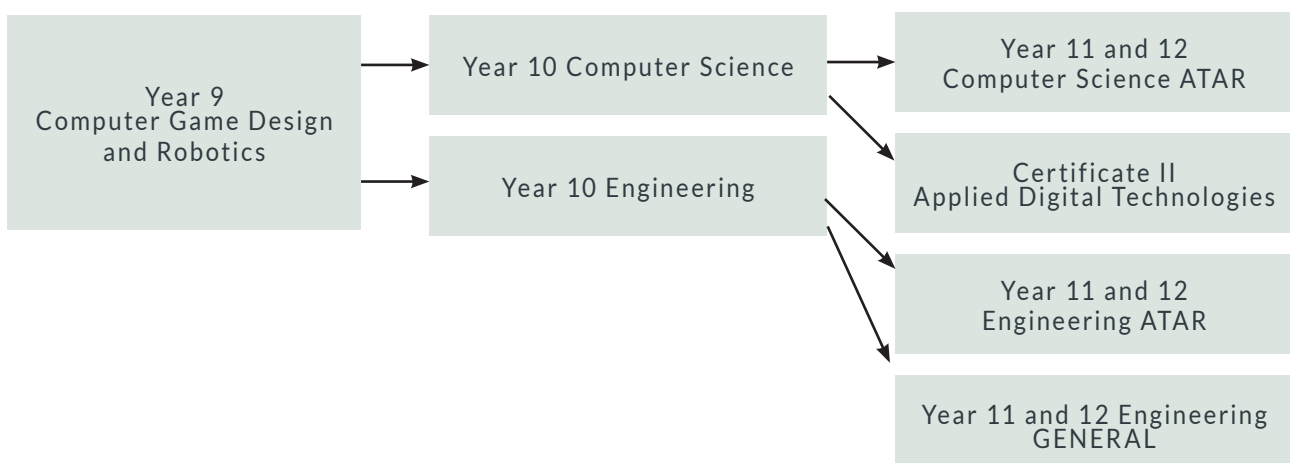 Year 9
Computer Game Design
and Robotics
Year 10 Computer Science
Year 10 Engineering
Year 11 and 12
Computer Science ATAR
Certificate II
Applied Digital Technologies
Year 11 and 12
Engineering ATAR
Year 11 and 12 Engineering
GENERAL